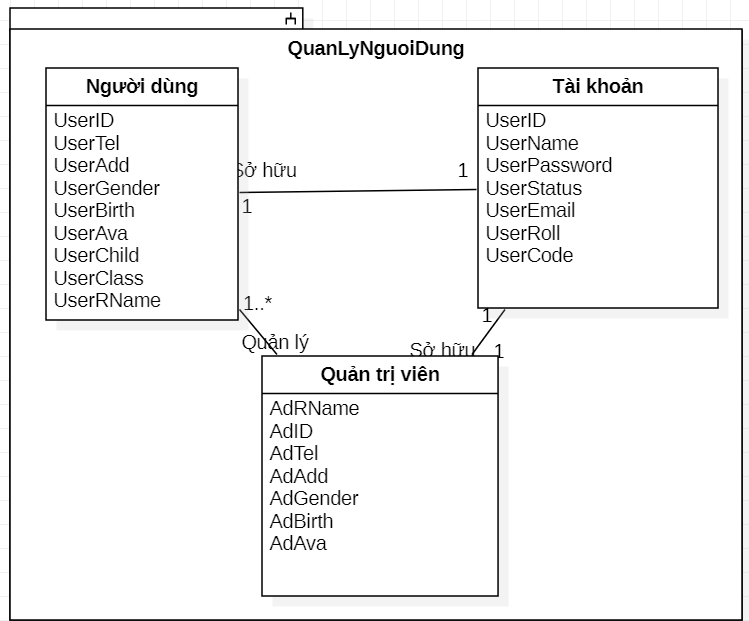 QuanLyNguoiDung
Người dùng
UserID
UserTel
UserAdd
UserGender
UserBirth
UserAva
UserChild
UserClass
UserRName
Sở hữu
1
1
Tài khoản
UserID
UserName
UserPassword
UserStatus
UserEmail
UserRoll
UserCode
1..*
Quản lý
1
Sở hữu
1
Quản trị viên
AdRName
AdID
AdTel
AdAdd
AdGender
AdBirth
AdAva